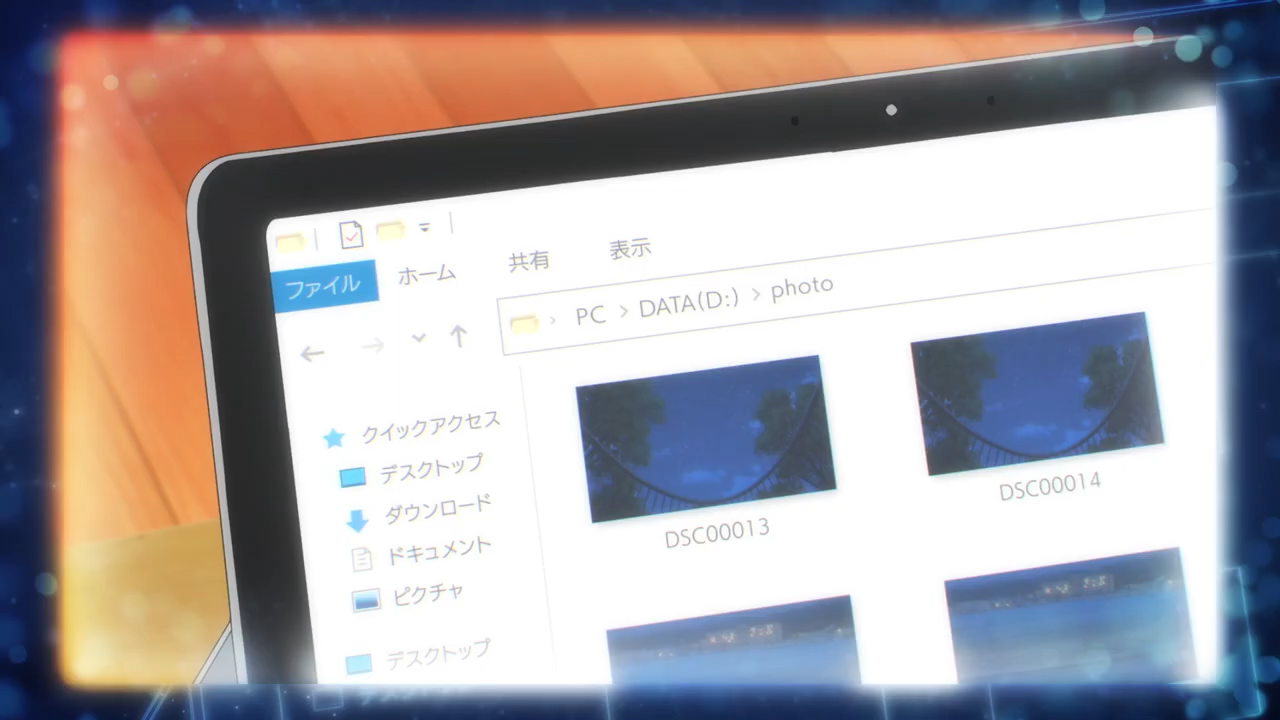 ファイル ホーム 共有 表示
PC > DATA(D:) > photo
クイックアクセス
デスクトップ
ダウンロード
ドキュメント
ピクチャ
デスクトップ
DSC00013
DSC00014